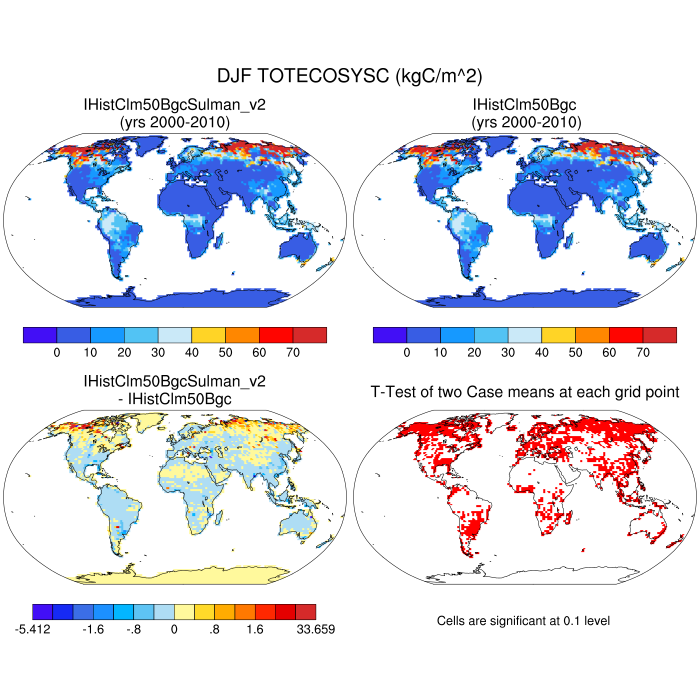 DJF TOTECOSYSC (kgC/m^2)
IHistClm50BgcSulman_v2
(yrs 2000-2010)
IHistClm50Bgc
(yrs 2000-2010)
0 10 20 30 40 50 60 70
0 10 20 30 40 50 60 70
IHistClm50BgcSulman_v2
- IHistClm50Bgc
T-Test of two Case means at each grid point
-5.412 -1.6 -.8 0 .8 1.6 33.659
Cells are significant at 0.1 level